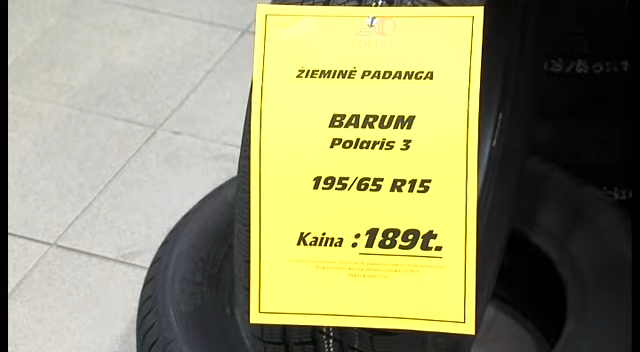 ŽIEMINĖ PADANGA
BARUM
Polaris 3
195/65 R15
Kaina :189t.